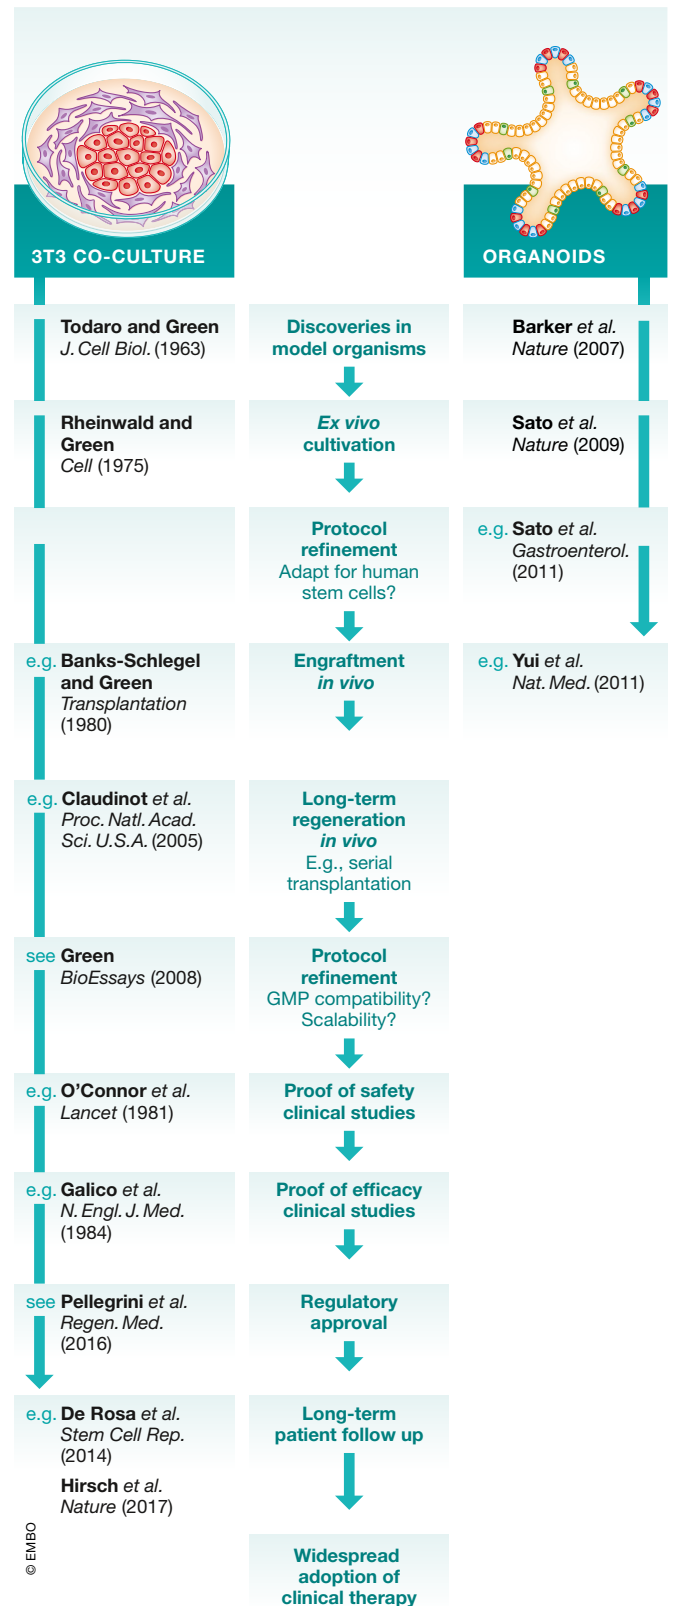 3T3 CO-CULTURE
ORGANOIDS
Todaro and Green
J. Cell Biol. (1963)
Discoveries in
model organisms
Barker et al.
Nature (2007)
Rheinwald and
Green
Cell (1975)
Ex vivo
cultivation
Sato et al.
Nature (2009)
Protocol
refinement
Adapt for human
stem cells?
e.g. Sato et al.
Gastroenterol.
(2011)
e.g. Banks-Schlegel
and Green
Transplantation
(1980)
Engraftment
in vivo
e.g. Yui et al.
Nat. Med. (2011)
e.g. Claudinot et al.
Proc. Natl. Acad.
Sci. U.S.A. (2005)
Long-term
regeneration
in vivo
E.g., serial
transplantation
see Green
BioEssays (2008)
Protocol
refinement
GMP compatibility?
Scalability?
e.g. O'Connor et al.
Lancet (1981)
Proof of safety
clinical studies
e.g. Galico et al.
N. Engl. J. Med.
(1984)
Proof of efficacy
clinical studies
see Pellegrini et al.
Regen. Med.
(2016)
Regulatory
approval
e.g. De Rosa et al.
Stem Cell Rep.
(2014)
Hirsch et al.
Nature (2017)
Long-term
patient follow up
Widespread
adoption of
clinical therapy
© EMBO